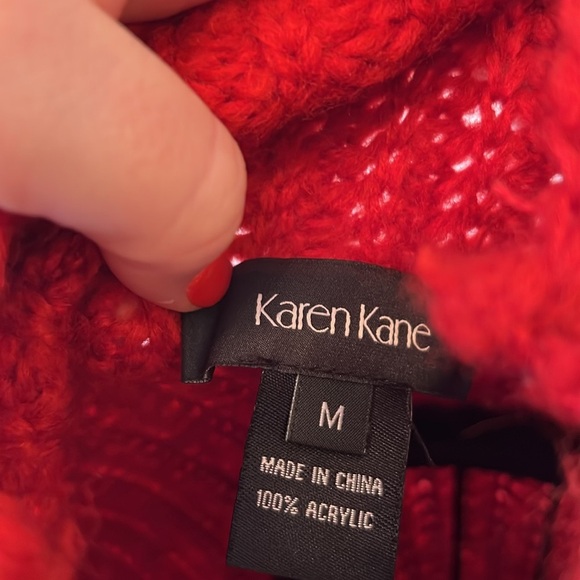 Karen Kane
M
MADE IN CHINA
100% ACRYLIC